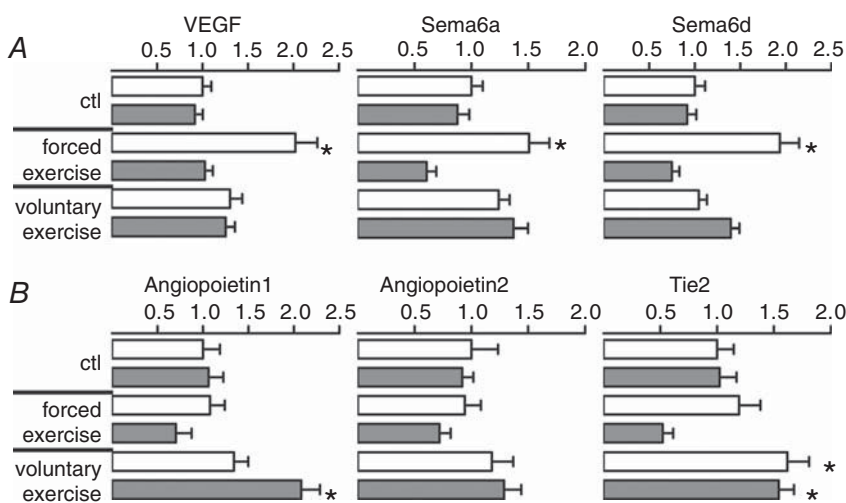 A
VEGF Sema6a Sema6d
0.5 1.0 1.5 2.0 2.5 0.5 1.0 1.5 2.0 0.5 1.0 1.5 2.0 2.5
ctl
forced *
exercise * *
voluntary
exercise
B
Angiopoietin1 Angiopoietin2 Tie2
0.5 1.0 1.5 2.0 2.5 0.5 1.0 1.5 2.0 0.5 1.0 1.5 2.0
ctl
forced
exercise
voluntary *
exercise * *